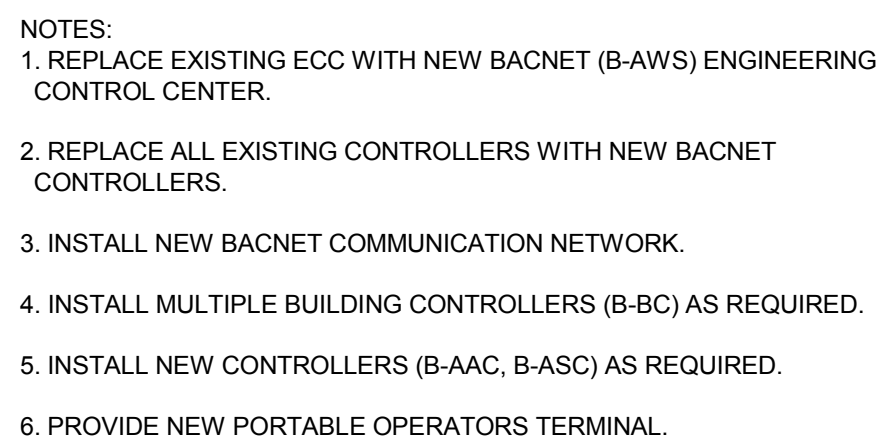 NOTES:
1. REPLACE EXISTING ECC WITH NEW BACNET (B-AWS) ENGINEERING
CONTROL CENTER.
2. REPLACE ALL EXISTING CONTROLLERS WITH NEW BACNET
CONTROLLERS.
3. INSTALL NEW BACNET COMMUNICATION NETWORK.
4. INSTALL MULTIPLE BUILDING CONTROLLERS (B-BC) AS REQUIRED.
5. INSTALL NEW CONTROLLERS (B-AAC, B-ASC) AS REQUIRED.
6. PROVIDE NEW PORTABLE OPERATORS TERMINAL.